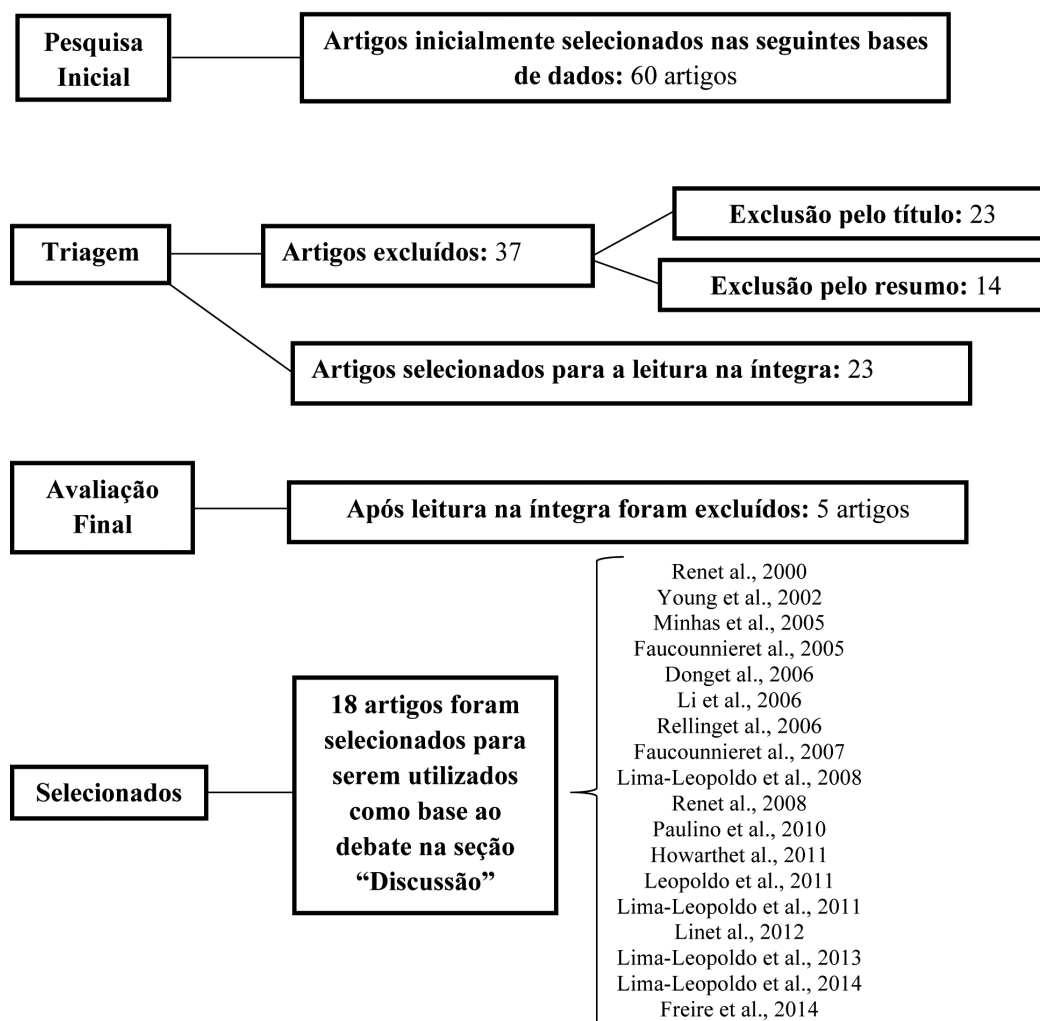 Pesquisa
Inicial
Artigos inicialmente selecionados nas seguintes bases
de dados: 60 artigos
Triagem
Artigos excluídos: 37
Exclusão pelo título: 23
Exclusão pelo resumo: 14
Artigos selecionados para a leitura na íntegra: 23
Avaliação
Final
Após leitura na íntegra foram excluídos: 5 artigos
Selecionados
18 artigos foram
selecionados para
serem utilizados
como base ao
debate na seção
“Discussão”
Renet al., 2000
Young et al., 2002
Minhas et al., 2005
Faucounnieret al., 2005
Donget al., 2006
Li et al., 2006
Rellinget al., 2006
Faucounnieret al., 2007
Lima-Leopoldo et al., 2008
Renet al., 2008
Paulino et al., 2010
Howarthet al., 2011
Leopoldo et al., 2011
Lima-Leopoldo et al., 2011
Linet al., 2012
Lima-Leopoldo et al., 2013
Lima-Leopoldo et al., 2014
Freire et al., 2014